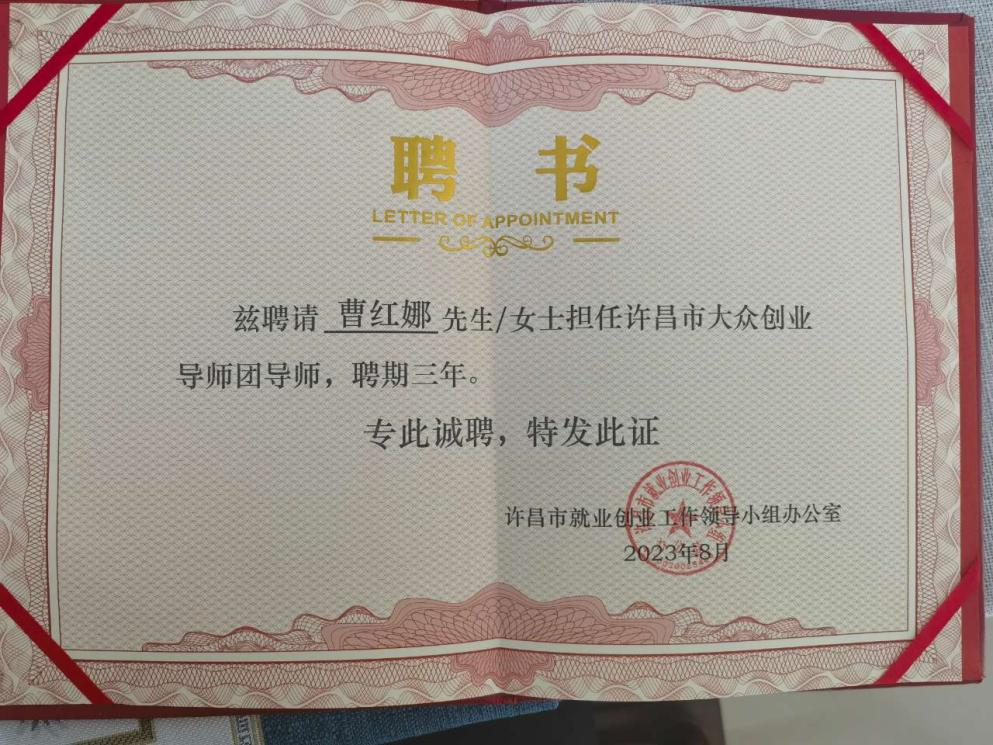 聘 书
LETTER OF APPOINTMENT
兹聘请 曹红娜 先生/女士担任许昌市大众创业
导师团导师，聘期三年。
专此诚聘，特发此证
许昌市就业创业工作领导小组办公室
2023年8月